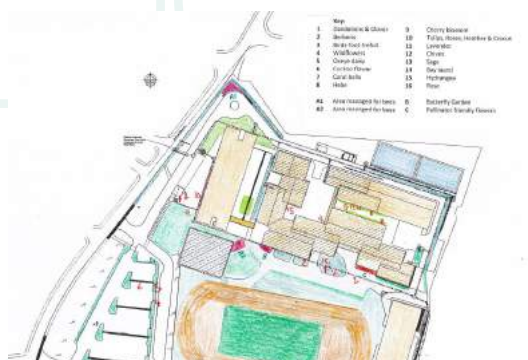 Key
1 Dandelions & Clover
2 Berberis
3 Birds foot trefoil
4 Wildflowers
5 Oxeye daisy
6
7 Coral bells
8 Hebe
9 Cherry blossom
10 Tulips, Roses, Heather & Crocus
11 Lavender
12 Chives
13 Sage
14 Bay laurel
15 Hydrangea
16 Rose
A1 Area managed for bees
A2 Area managed for bees
B Butterfly Garden
C Pollinator friendly flowers